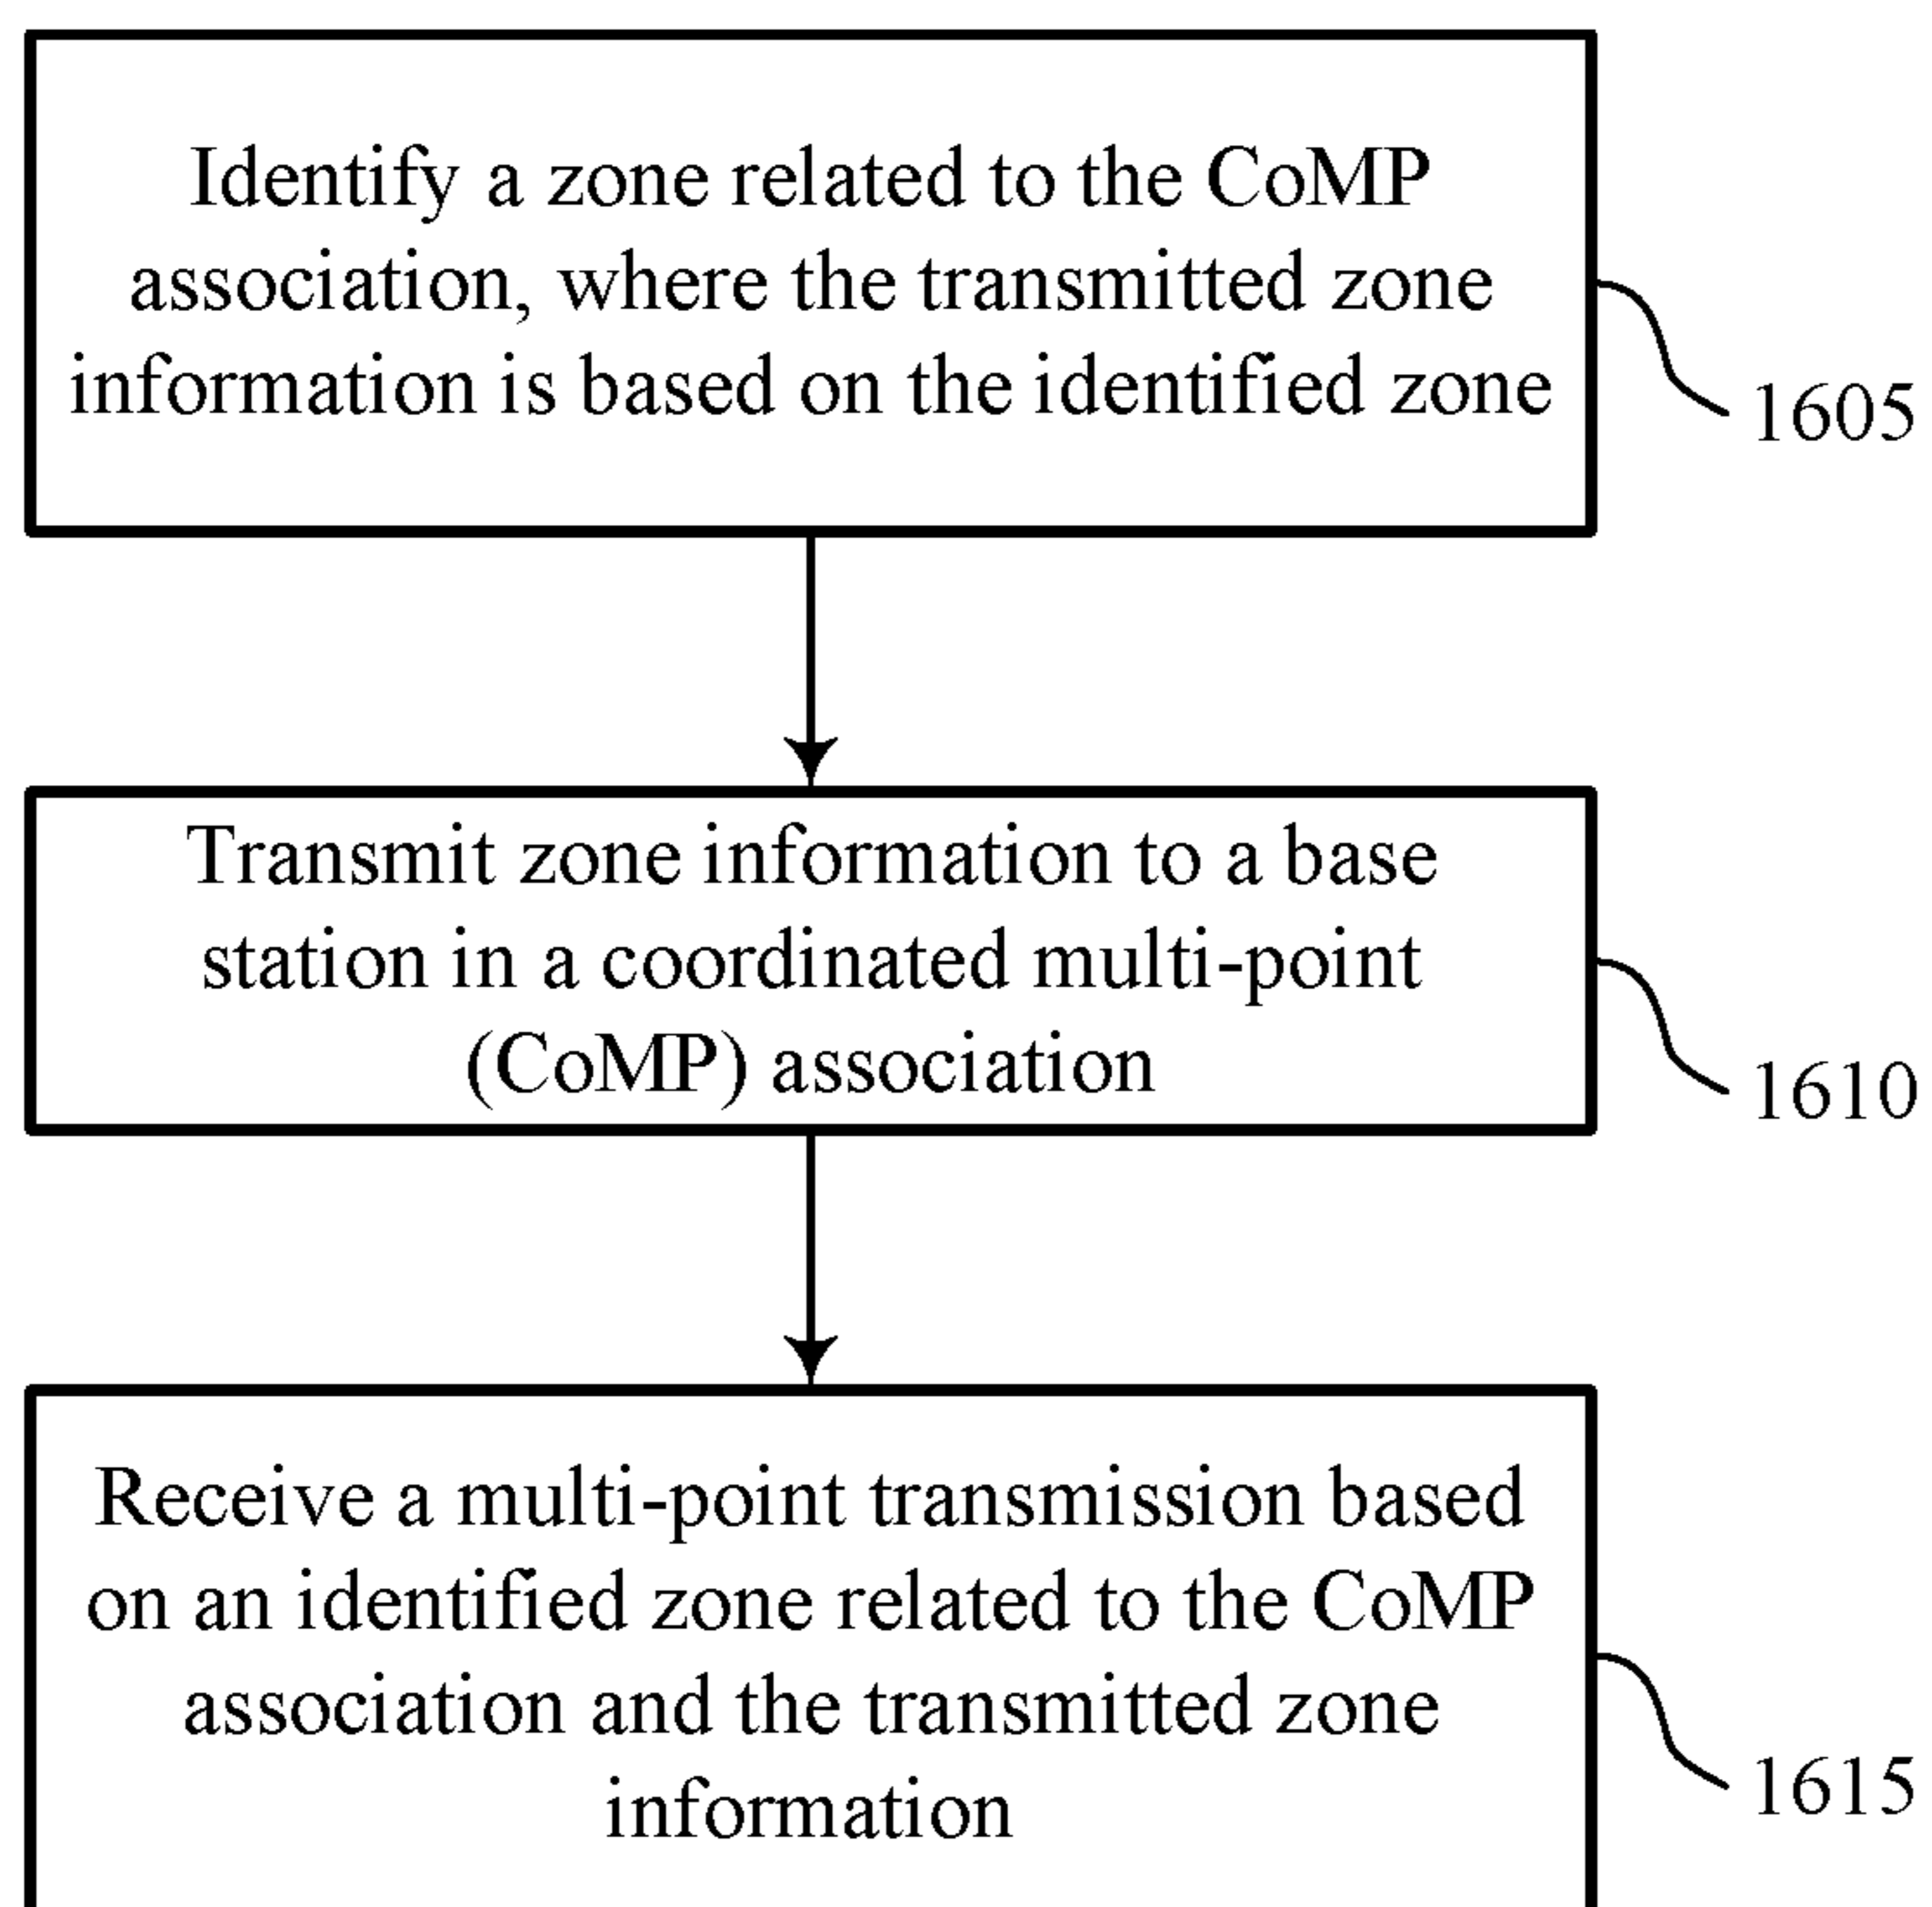 Identify a zone related to the CoMP
association, where the transmitted zone
information is based on the identified zone
1605
Transmit zone information to a base
station in a coordinated multi-point
(CoMP) association
1610
Receive a multi-point transmission based
on an identified zone related to the CoMP
association and the transmitted zone
information
1615